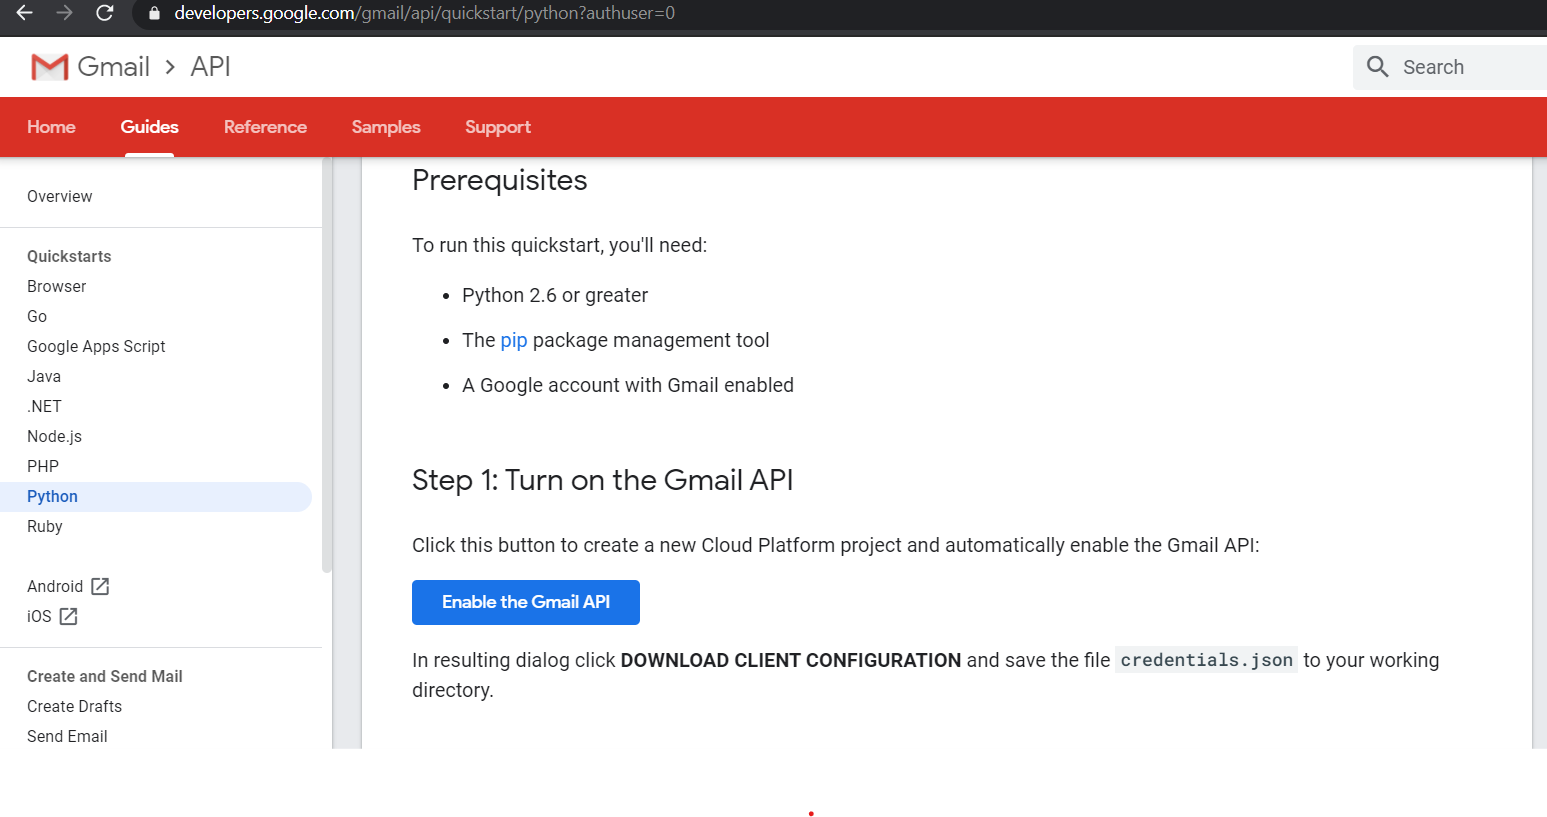 developers.google.com/gmail/api/quickstart/python?authuser=0
Gmail > API
Search
Home Guides Reference Samples Support
Overview
Quickstarts
Browser
Go
Google Apps Script
Java
.NET
Node.js
PHP
Python
Ruby
Android
iOS
Create and Send Mail
Create Drafts
Send Email
Prerequisites
To run this quickstart, you'll need:
• Python 2.6 or greater
• The pip package management tool
• A Google account with Gmail enabled
Step 1: Turn on the Gmail API
Click this button to create a new Cloud Platform project and automatically enable the Gmail API:
Enable the Gmail API
In resulting dialog click DOWNLOAD CLIENT CONFIGURATION and save the file credentials.json to your working
directory.